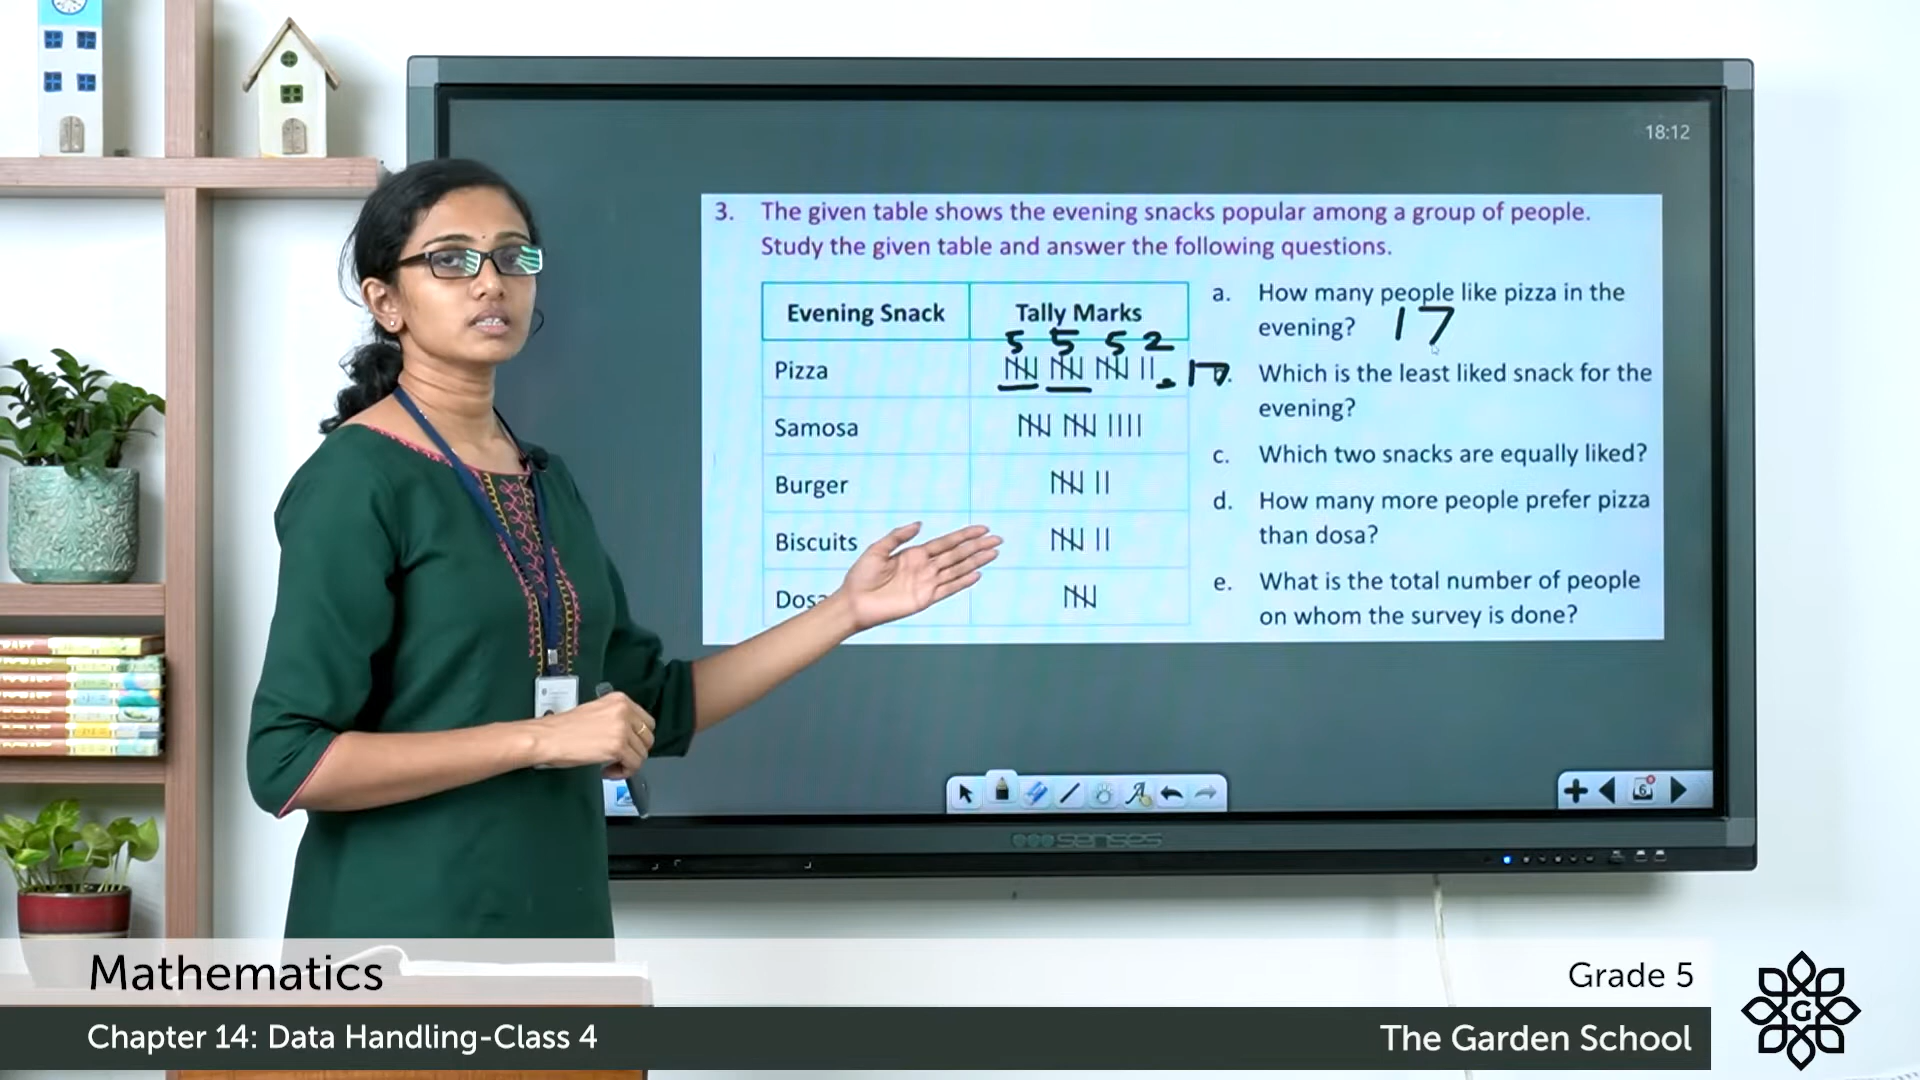 18:12
3. The given table shows the evening snacks popular among a group of people.
Study the given table and answer the following questions.
Evening Snack Tally Marks
5 5 5 2
Pizza 17
Samosa
Burger
Biscuits
Dosa
a. How many people like pizza in the
evening? 17
Which is the least liked snack for the
evening?
c. Which two snacks are equally liked?
d. How many more people prefer pizza
than dosa?
e. What is the total number of people
on whom the survey is done?
6
senses
Mathematics
Grade 5
Chapter 14: Data Handling-Class 4
The Garden School
G